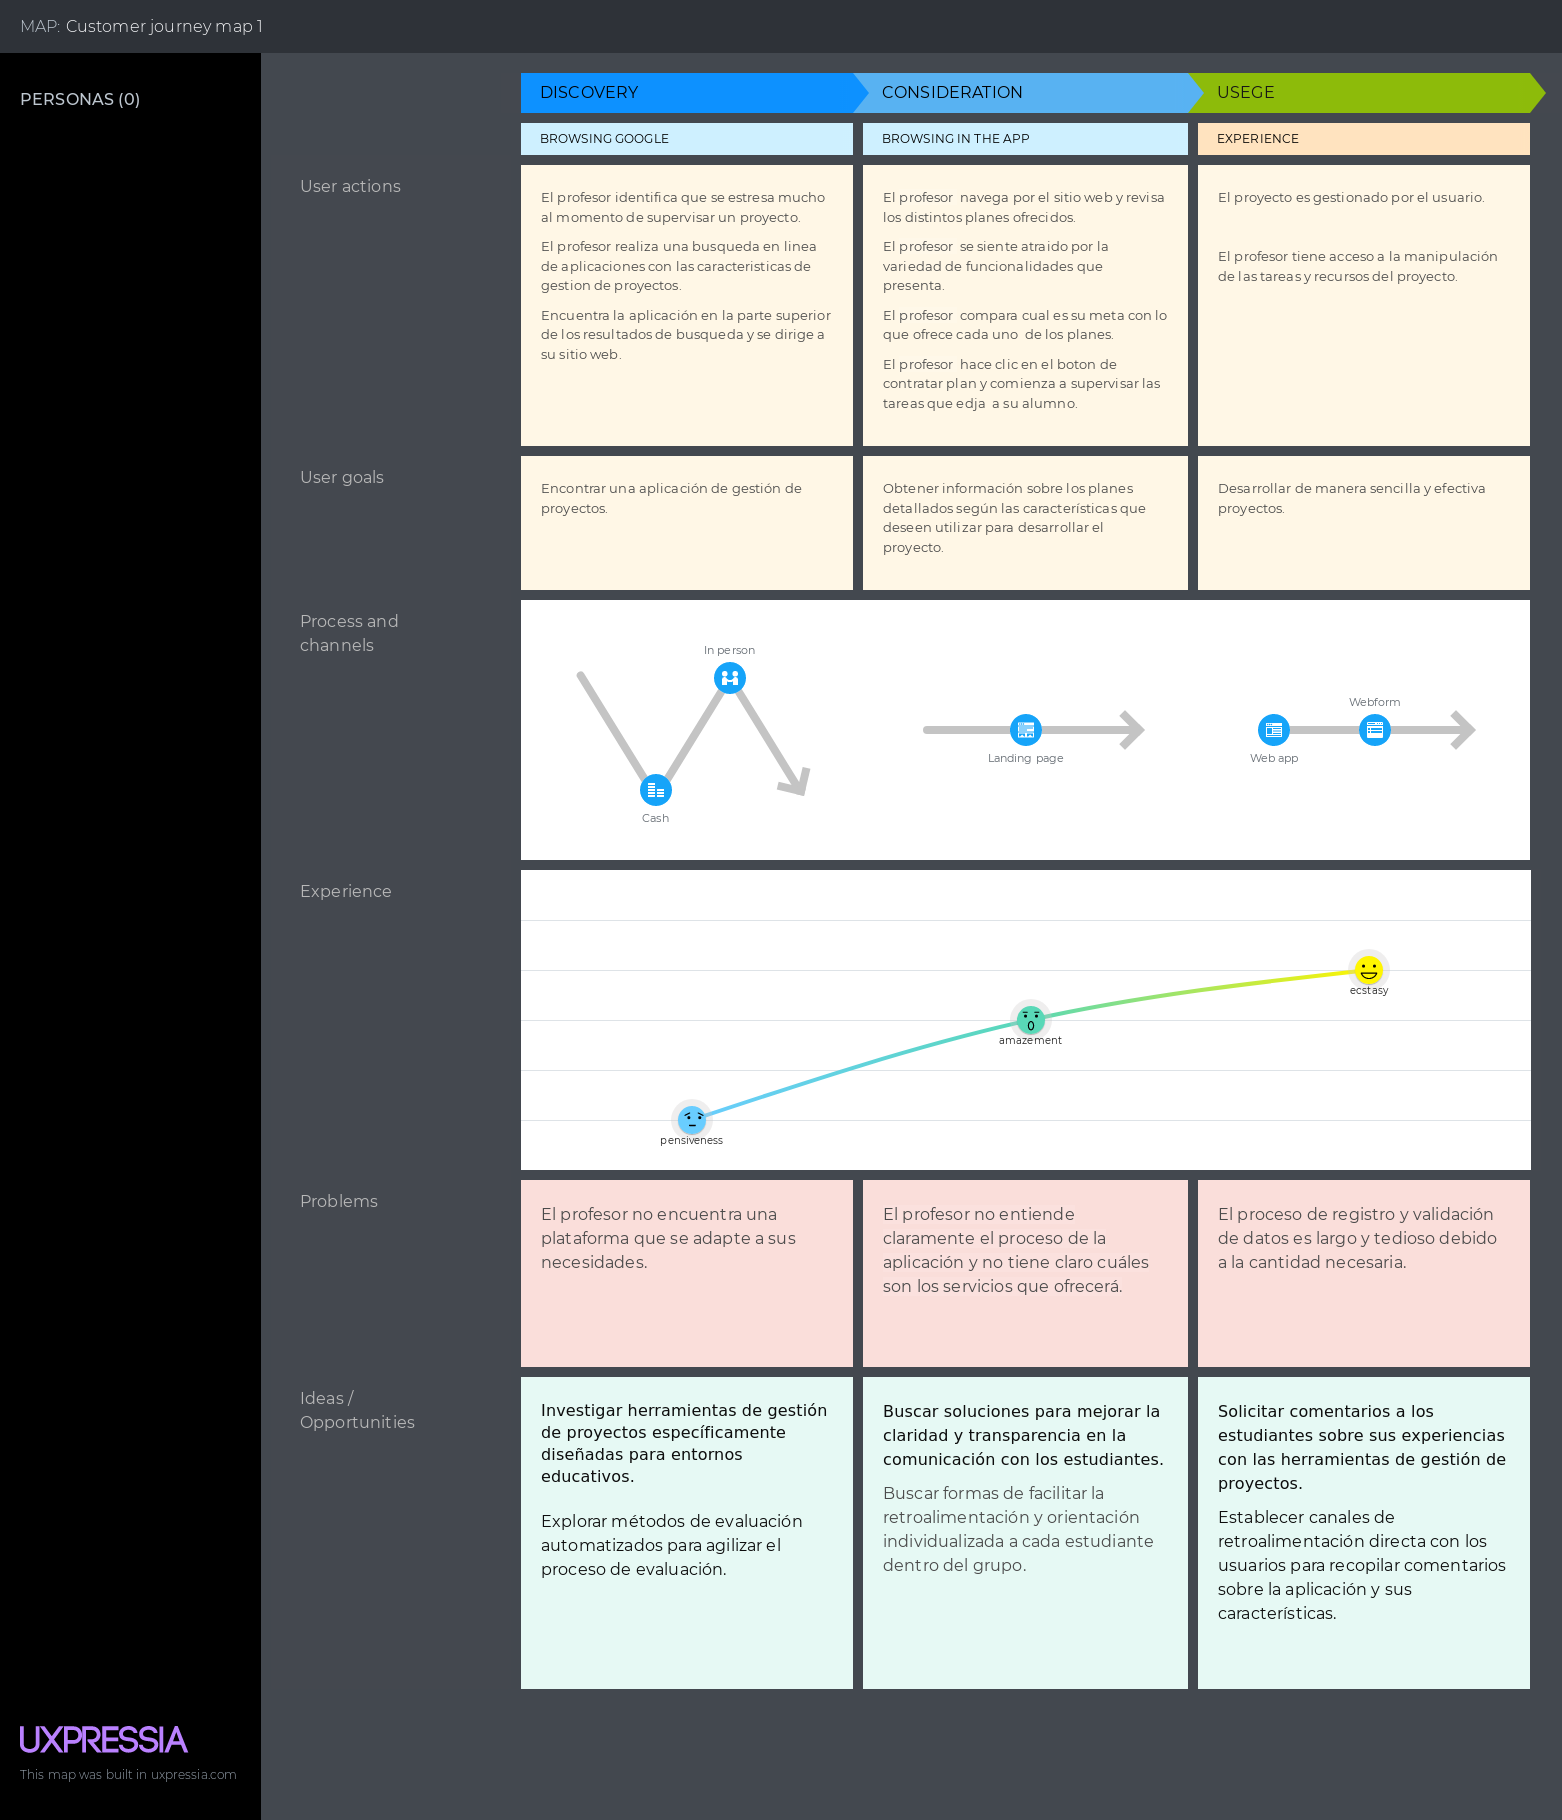 MAP: Customer journey map 1
PERSONAS (0)
DISCOVERY
CONSIDERATION
USEGE
BROWSING GOOGLE
BROWSING IN THE APP
EXPERIENCE
User actions
El profesor identifica que se estresa mucho
al momento de supervisar un proyecto.
El profesor realiza una busqueda en linea
de aplicaciones con las caracteristicas de
gestion de proyectos.
Encuentra la aplicación en la parte superior
de los resultados de busqueda y se dirige a
su sitio web.
El profesor navega por el sitio web y revisa
los distintos planes ofrecidos.
El profesor se siente atraido por la
variedad de funcionalidades que
presenta.
El profesor compara cual es su meta con lo
que ofrece cada uno de los planes.
El profesor hace clic en el boton de
contratar plan y comienza a supervisar las
tareas que edja a su alumno.
El proyecto es gestionado por el usuario.
El profesor tiene acceso a la manipulación
de las tareas y recursos del proyecto.
User goals
Encontrar una aplicación de gestión de
proyectos.
Obtener información sobre los planes
detallados según las características que
deseen utilizar para desarrollar el
proyecto.
Desarrollar de manera sencilla y efectiva
proyectos.
Process and
channels
In person
Cash
Landing page
Webform
Web app
Experience
ecstasy
amazement
pensiveness
Problems
El profesor no encuentra una
plataforma que se adapte a sus
necesidades.
El profesor no entiende
claramente el proceso de la
aplicación y no tiene claro cuáles
son los servicios que ofrecerá.
El proceso de registro y validación
de datos es largo y tedioso debido
a la cantidad necesaria.
Ideas /
Opportunities
Investigar herramientas de gestión
de proyectos específicamente
diseñadas para entornos
educativos.
Explorar métodos de evaluación
automatizados para agilizar el
proceso de evaluación.
Buscar soluciones para mejorar la
claridad y transparencia en la
comunicación con los estudiantes.
Buscar formas de facilitar la
retroalimentación y orientación
individualizada a cada estudiante
dentro del grupo.
Solicitar comentarios a los
estudiantes sobre sus experiencias
con las herramientas de gestión de
proyectos.
Establecer canales de
retroalimentación directa con los
usuarios para recopilar comentarios
sobre la aplicación y sus
características.
UXPRESSIA
This map was built in uxpressia.com